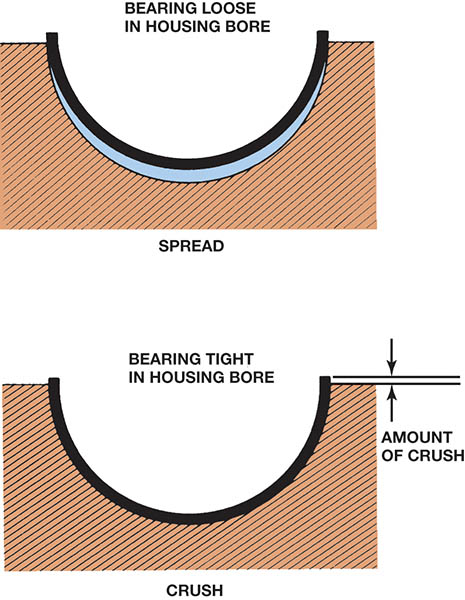 BEARING LOOSE
IN HOUSING BORE
SPREAD
BEARING TIGHT
IN HOUSING BORE
AMOUNT
OF CRUSH
CRUSH